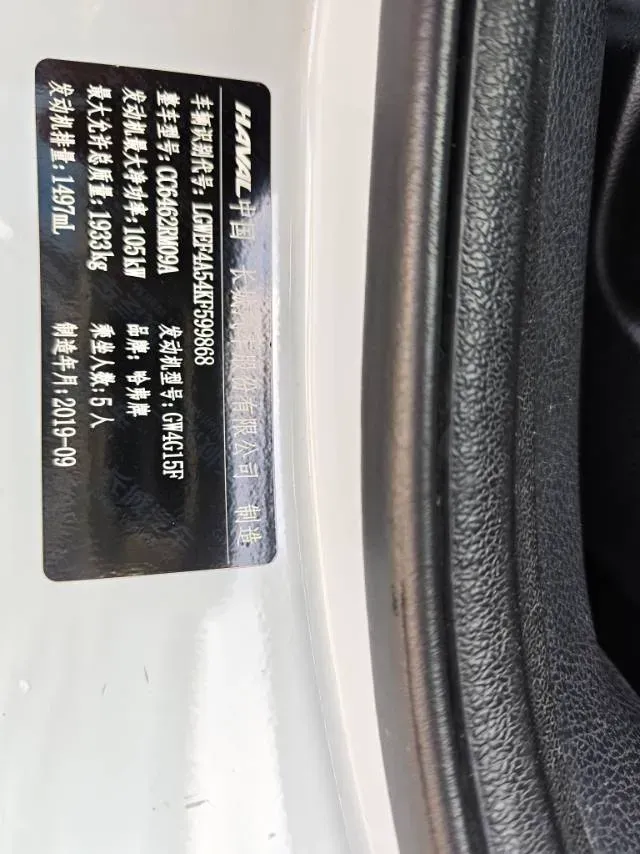 HAVAL 中国 长城汽车股份有限公司 制造
车辆识别代号: LGWEF4A54KF599868
整车型号: CC6462RM09A 发动机型号: GW4G15F
发动机最大净功率: 105kW 品牌: 哈弗牌
最大允许总质量: 1933kg 乘坐人数: 5人
发动机排量: 1497mL 制造年月: 2019-09